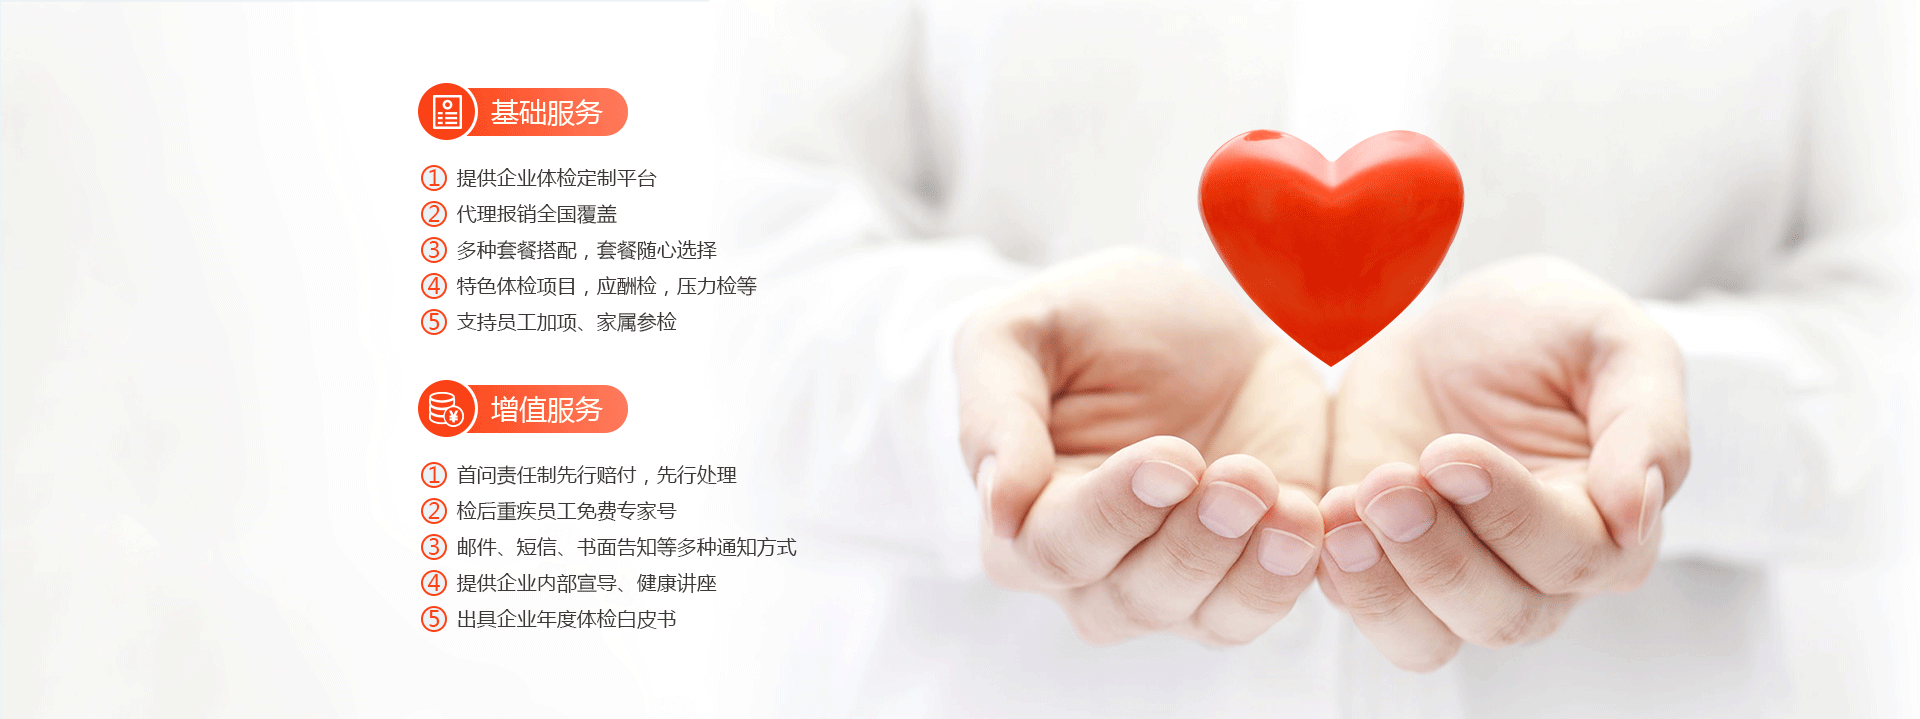 基础服务
① 提供企业体检定制平台
② 代理报销全国覆盖
③ 多种套餐搭配，套餐随心选择
④ 特色体检项目，应酬检，压力检等
⑤ 支持员工加项、家属参检
¥
增值服务
① 首问责任制先行赔付，先行处理
② 检后重疾员工免费专家号
③ 邮件、短信、书面告知等多种通知方式
④ 提供企业内部宣导、健康讲座
⑤ 出具企业年度体检白皮书